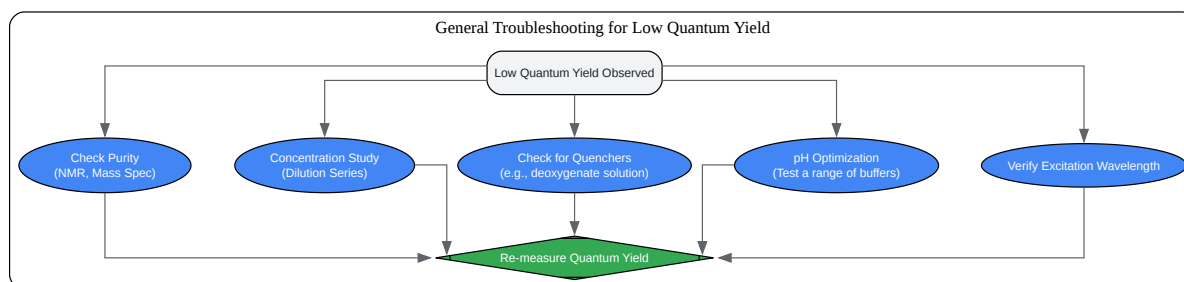 General Troubleshooting for Low Quantum Yield
Low Quantum Yield Observed
Check Purity
(NMR, Mass Spec)
Concentration Study
(Dilution Series)
Check for Quenchers
(e.g., deoxygenate solution)
pH Optimization
(Test a range of buffers)
Verify Excitation Wavelength
Re-measure Quantum Yield